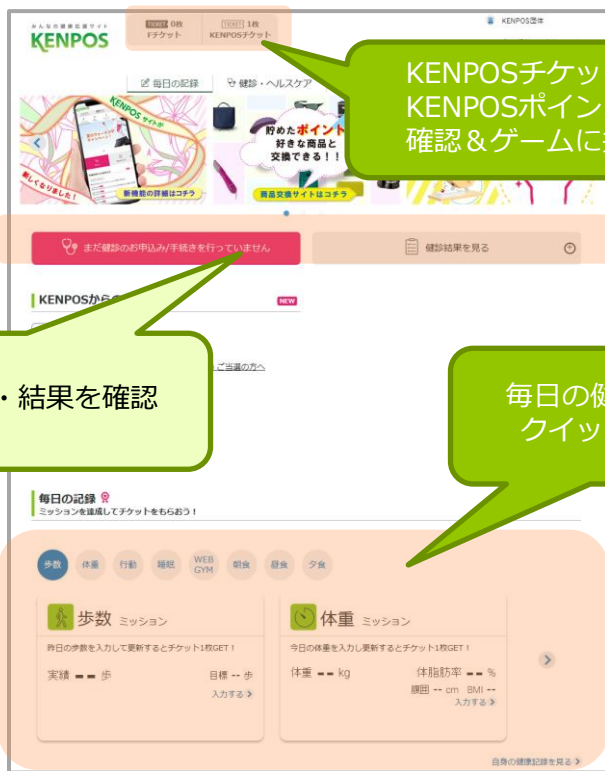 みんなの健康応援サイト
KENPOS
TICKET 0枚
Fチケット
TICKET 1枚
KENPOSチケット
KENPOS団体
KENPOSチケッ
KENPOSポイン
確認＆ゲームに
毎日の記録
健診・ヘルスケア
KENPOSサイトが
新しくなりました！
新機能の詳細はコチラ
貯めたポイント
好きな商品と
交換できる！！
商品交換サイトはコチラ
まだ健診のお申込み/手続きを行っていません
健診結果を見る
KENPOSから
NEW
ご当選の方へ
・結果を確認
毎日の健
クイッ
毎日の記録
ミッションを達成してチケットをもらおう！
歩数
体重
行動
睡眠
WEB
GYM
朝食
昼食
夕食
歩数 ミッション
昨日の歩数を入力して更新するとチケット1枚GET！
実績 -- 歩
目標 -- 歩
入力する
体重 ミッション
今日の体重を入力し更新するとチケット1枚GET！
体重 -- kg
体脂肪率 -- %
腹囲 -- cm BMI --
入力する
自身の健康記録を見る